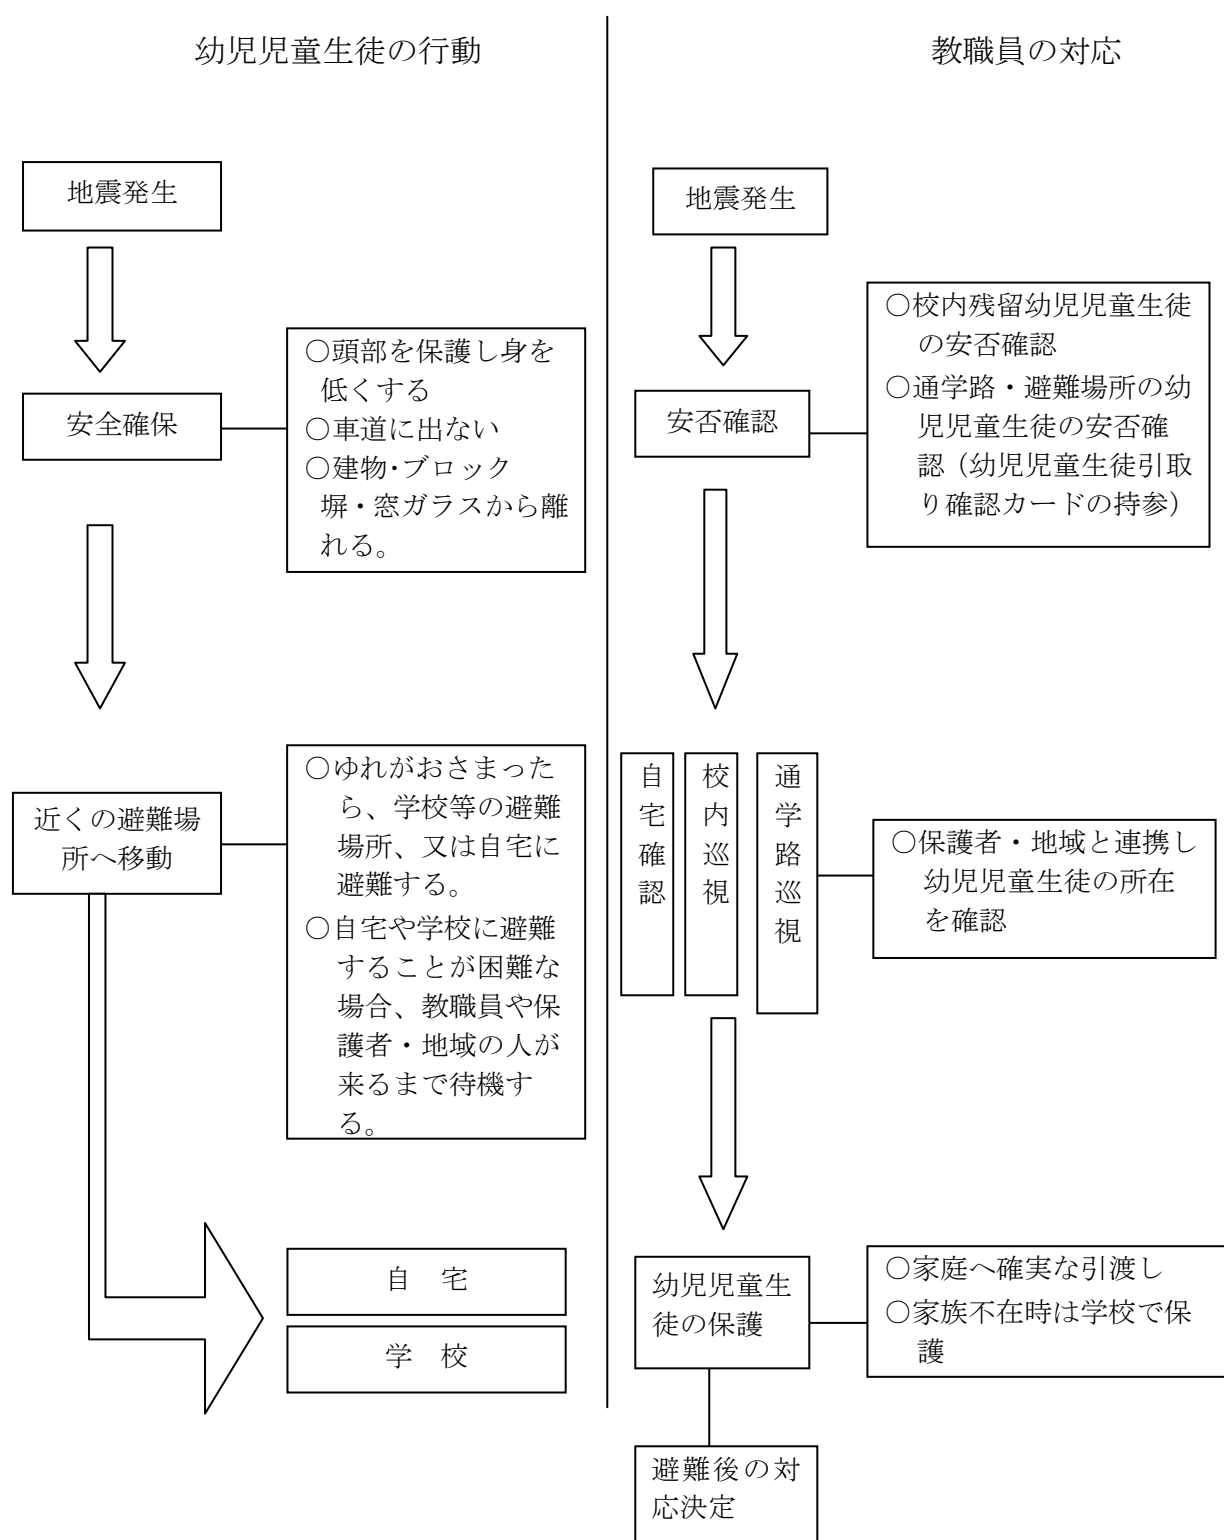 幼児児童生徒の行動
地震発生
安全確保
○頭部を保護し身を
低くする
○車道に出ない
○建物・ブロック
塀・窓ガラスから離
れる。
近くの避難場
所へ移動
○ゆれがおさまった
ら、学校等の避難
場所、又は自宅に
避難する。
○自宅や学校に避難
することが困難な
場合、教職員や保
護者・地域の人が
来るまで待機す
る。
自 宅
学 校
教職員の対応
地震発生
安否確認
○校内残留幼児児童生徒
の安否確認
○通学路・避難場所の幼
児児童生徒の安否確
認（幼児児童生徒引取
り確認カードの持参）
自宅確認
校内巡視
通学路巡視
○保護者・地域と連携し
幼児児童生徒の所在
を確認
幼児児童生
徒の保護
○家庭へ確実な引渡し
○家族不在時は学校で保
護
避難後の対
応決定